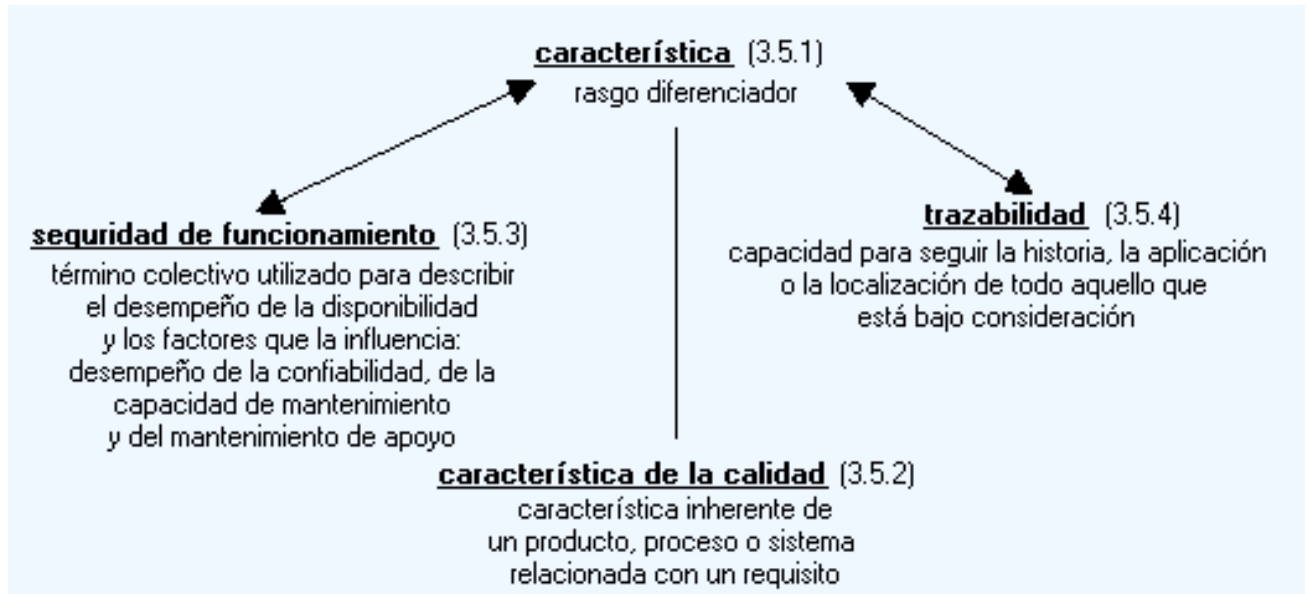 característica (3.5.1)
rasgo diferenciador
seguridad de funcionamiento (3.5.3)
término colectivo utilizado para describir
el desempeño de la disponibilidad
y los factores que la influencia:
desempeño de la confiabilidad, de la
capacidad de mantenimiento
y del mantenimiento de apoyo
trazabilidad (3.5.4)
capacidad para seguir la historia, la aplicación
o la localización de todo aquello que
está bajo consideración
característica de la calidad (3.5.2)
característica inherente de
un producto, proceso o sistema
relacionada con un requisito